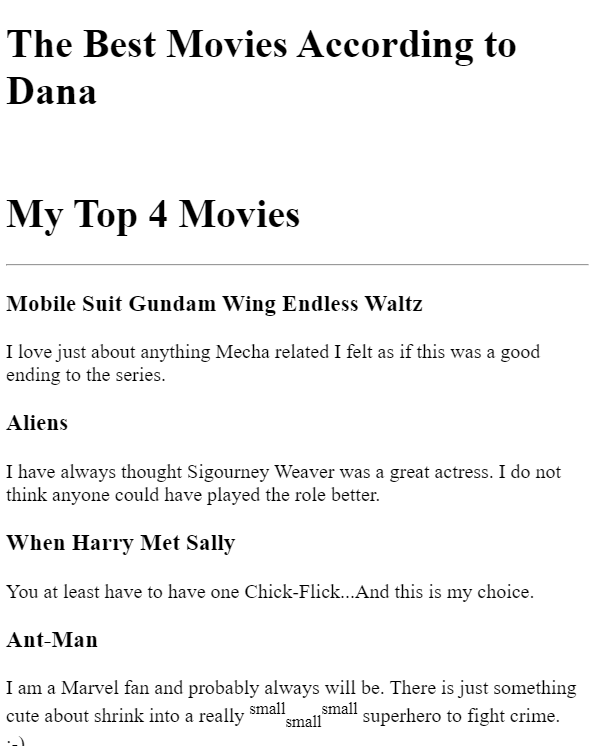 The Best Movies According to
Dana
My Top 4 Movies
Mobile Suit Gundam Wing Endless Waltz
I love just about anything Mecha related I felt as if this was a good
ending to the series.
Aliens
I have always thought Sigourney Weaver was a great actress. I do not
think anyone could have played the role better.
When Harry Met Sally
You at least have to have one Chick-Flick...And this is my choice.
Ant-Man
I am a Marvel fan and probably always will be. There is just something
cute about shrink into a really small small small superhero to fight crime.
:-)